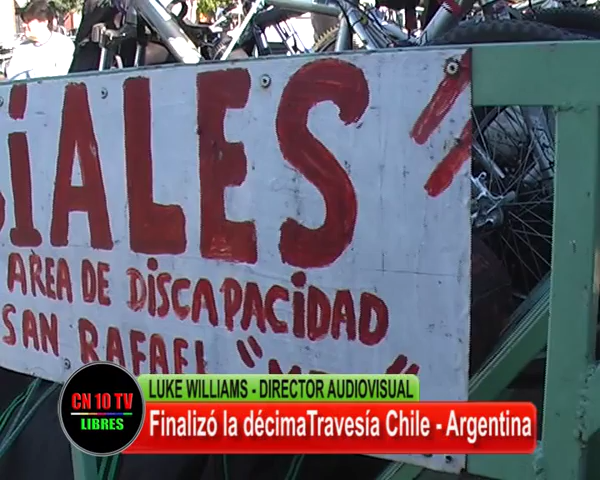 IALES"
AREA DE DISCAPACIDAD
SAN RAFAEL "
CN 10 TV
LIBRES
LUKE WILLIAMS - DIRECTOR AUDIOVISUAL
Finalizó la décimaTravesía Chile - Argentina